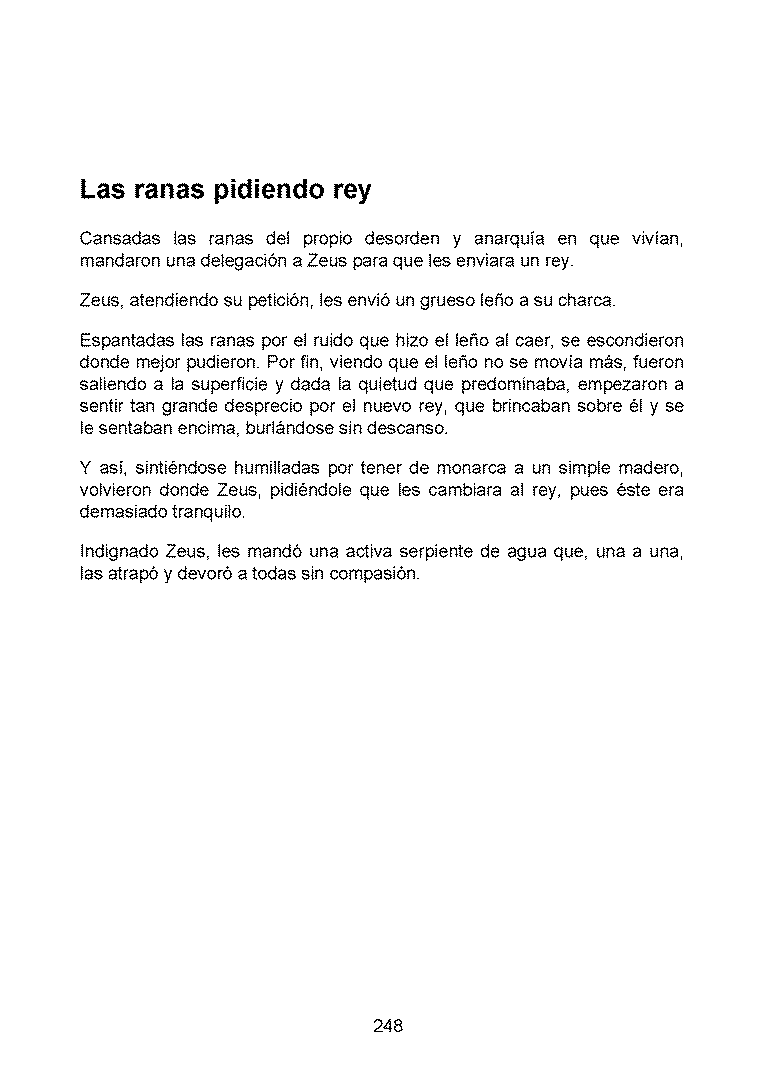 Las ranas pidiendo rey
Cansadas las ranas del propio desorden y anarquía en que vivían,
mandaron una delegación a Zeus para que les enviara un rey.
Zeus, atendiendo su petición, les envió un grueso leño a su charca.
Espantadas las ranas por el ruido que hizo el leño al caer, se escondieron
donde mejor pudieron. Por fin, viendo que el leño no se movía más, fueron
saliendo a la superficie y dada la quietud que predominaba, empezaron a
sentir tan grande desprecio por el nuevo rey, que brincaban sobre él y se
le sentaban encima, burlándose sin descanso.
Y así, sintiéndose humilladas por tener de monarca a un simple madero,
volvieron donde Zeus, pidiéndole que les cambiara al rey, pues éste era
demasiado tranquilo.
Indignado Zeus, les mandó una activa serpiente de agua que, una a una,
las atrapó y devoró a todas sin compasión.
248